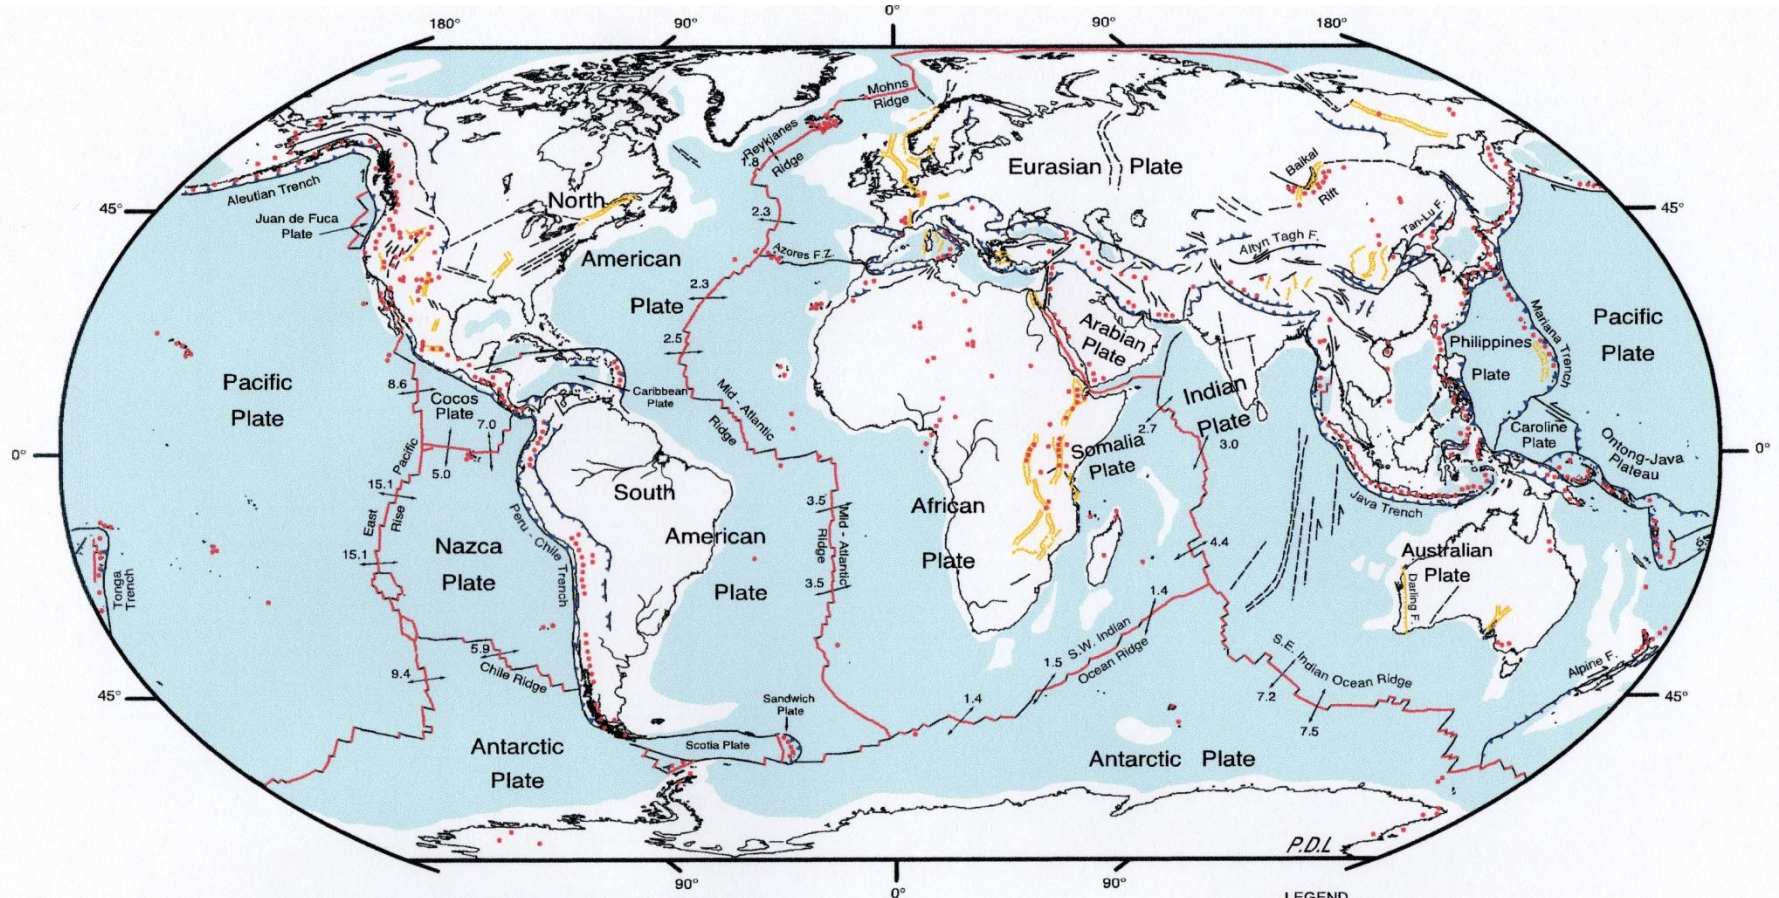 180°
90°
0°
90°
180°
Mohns
Ridge
Reykjanes
Ridge
1.8
Eurasian Plate
Baikal
Rift
Aleutian Trench
North
45°
45°
Juan de Fuca
Plate
2.3
Tan-Lu F.
Altyn Tagh F.
Azores F.Z.
American
2.3
Plate
Mariana Trench
Pacific
Plate
Arabian
Plate
Philippines
Plate
2.5
Pacific
Plate
8.6
Cocos
Plate
7.0
Caribbean
Plate
Mid - Atlantic
Ridge
Indian
Plate
2.7
3.0
Caroline
Plate
Ontong-Java
Plateau
0°
0°
Somalia
Plate
5.0
East Pacific
Rise
15.1
South
3.5
Mid - Atlantic
Ridge
African
Java Trench
Peru - Chile Trench
American
15.1
Nazca
Plate
4.4
Australian
Plate
Tonga
Trench
Plate
3.5
Plate
1.4
Darling F.
5.9
Chile Ridge
9.4
S.W. Indian
Ocean Ridge
1.5
S.E. Indian Ocean Ridge
7.2
7.5
Alpine F.
45°
45°
1.4
Sandwich
Plate
Scotia Plate
Antarctic
Plate
Antarctic Plate
P.D.L
90°
0°
90°
LEGEND